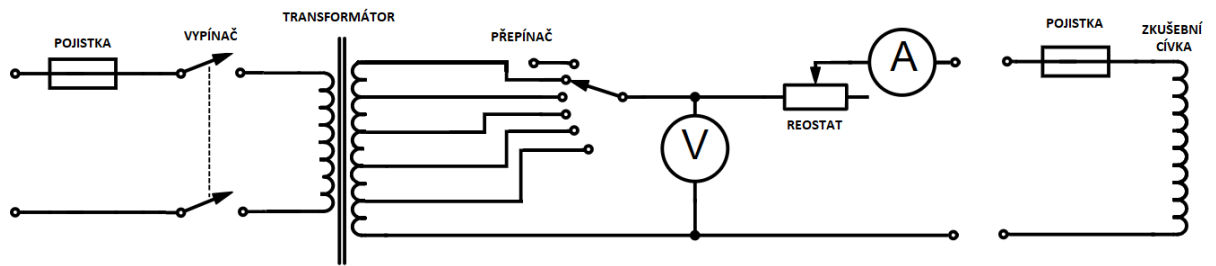 POJISTKA
VYPÍNAČ
TRANSFORMÁTOR
PŘEPÍNAČ
V
REOSTAT
A
POJISTKA
ZKUŠEBNÍ
CÍVKA